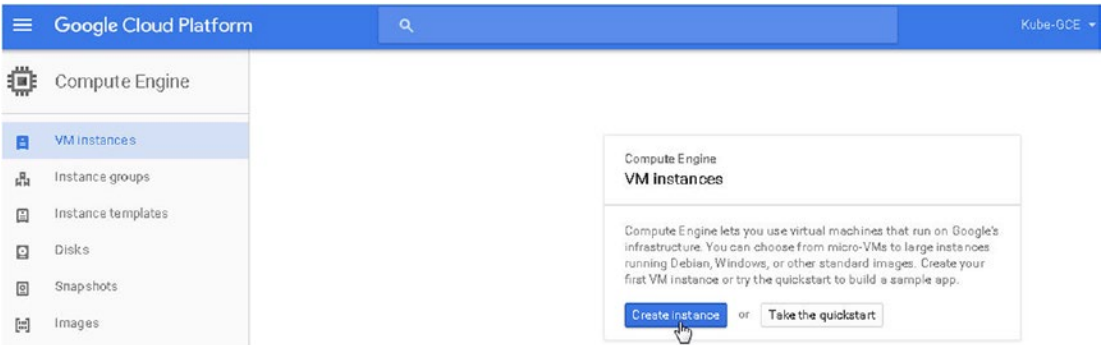 Google Cloud Platform
Kube-GCE
Compute Engine
VM instances
Instance groups
Instance templates
Disks
Snapshots
Images
Compute Engine
VM instances
Compute Engine lets you use virtual machines that run on Google's
infrastructure. You can choose from micro-VMs to large instances
running Debian, Windows, or other standard images. Create your
first VM instance or try the quickstart to build a sample app.
Create instance or Take the quickstart